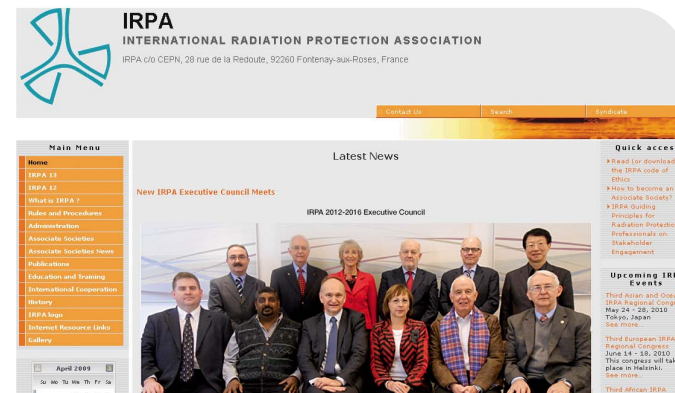 IRPA
INTERNATIONAL RADIATION PROTECTION ASSOCIATION
IRPA c/o CEPN, 28 rue de la Redoute, 92260 Fontenay-aux-Roses, France
Contact Us
Search
Syndicate
Main Menu
Home
IRPA 13
IRPA 12
What is IRPA ?
Rules and Procedures
Administration
Associate Societies
Associate Societies News
Publications
Education and Training
International Cooperation
History
IRPA logo
Internet Resource Links
Gallery
April 2009
Su Mo Tu We Th Fr Sa
Latest News
New IRPA Executive Council Meets
IRPA 2012-2016 Executive Council
Quick acces
Read (or download
the IRPA code of
Ethics
How to become an
Associate Society?
IRPA Guiding
Principles for
Radiation Protectio
Professionals on
Stakeholder
Engagement
Upcoming IR
Events
Third Asian and Ocea
IRPA Regional Congr
May 24 - 28, 2010
Tokyo, Japan
See more...
Third European IRPA
Regional Congress
June 14 - 18, 2010
This congress will tak
place in Helsinki.
See more...
Third African IRPA